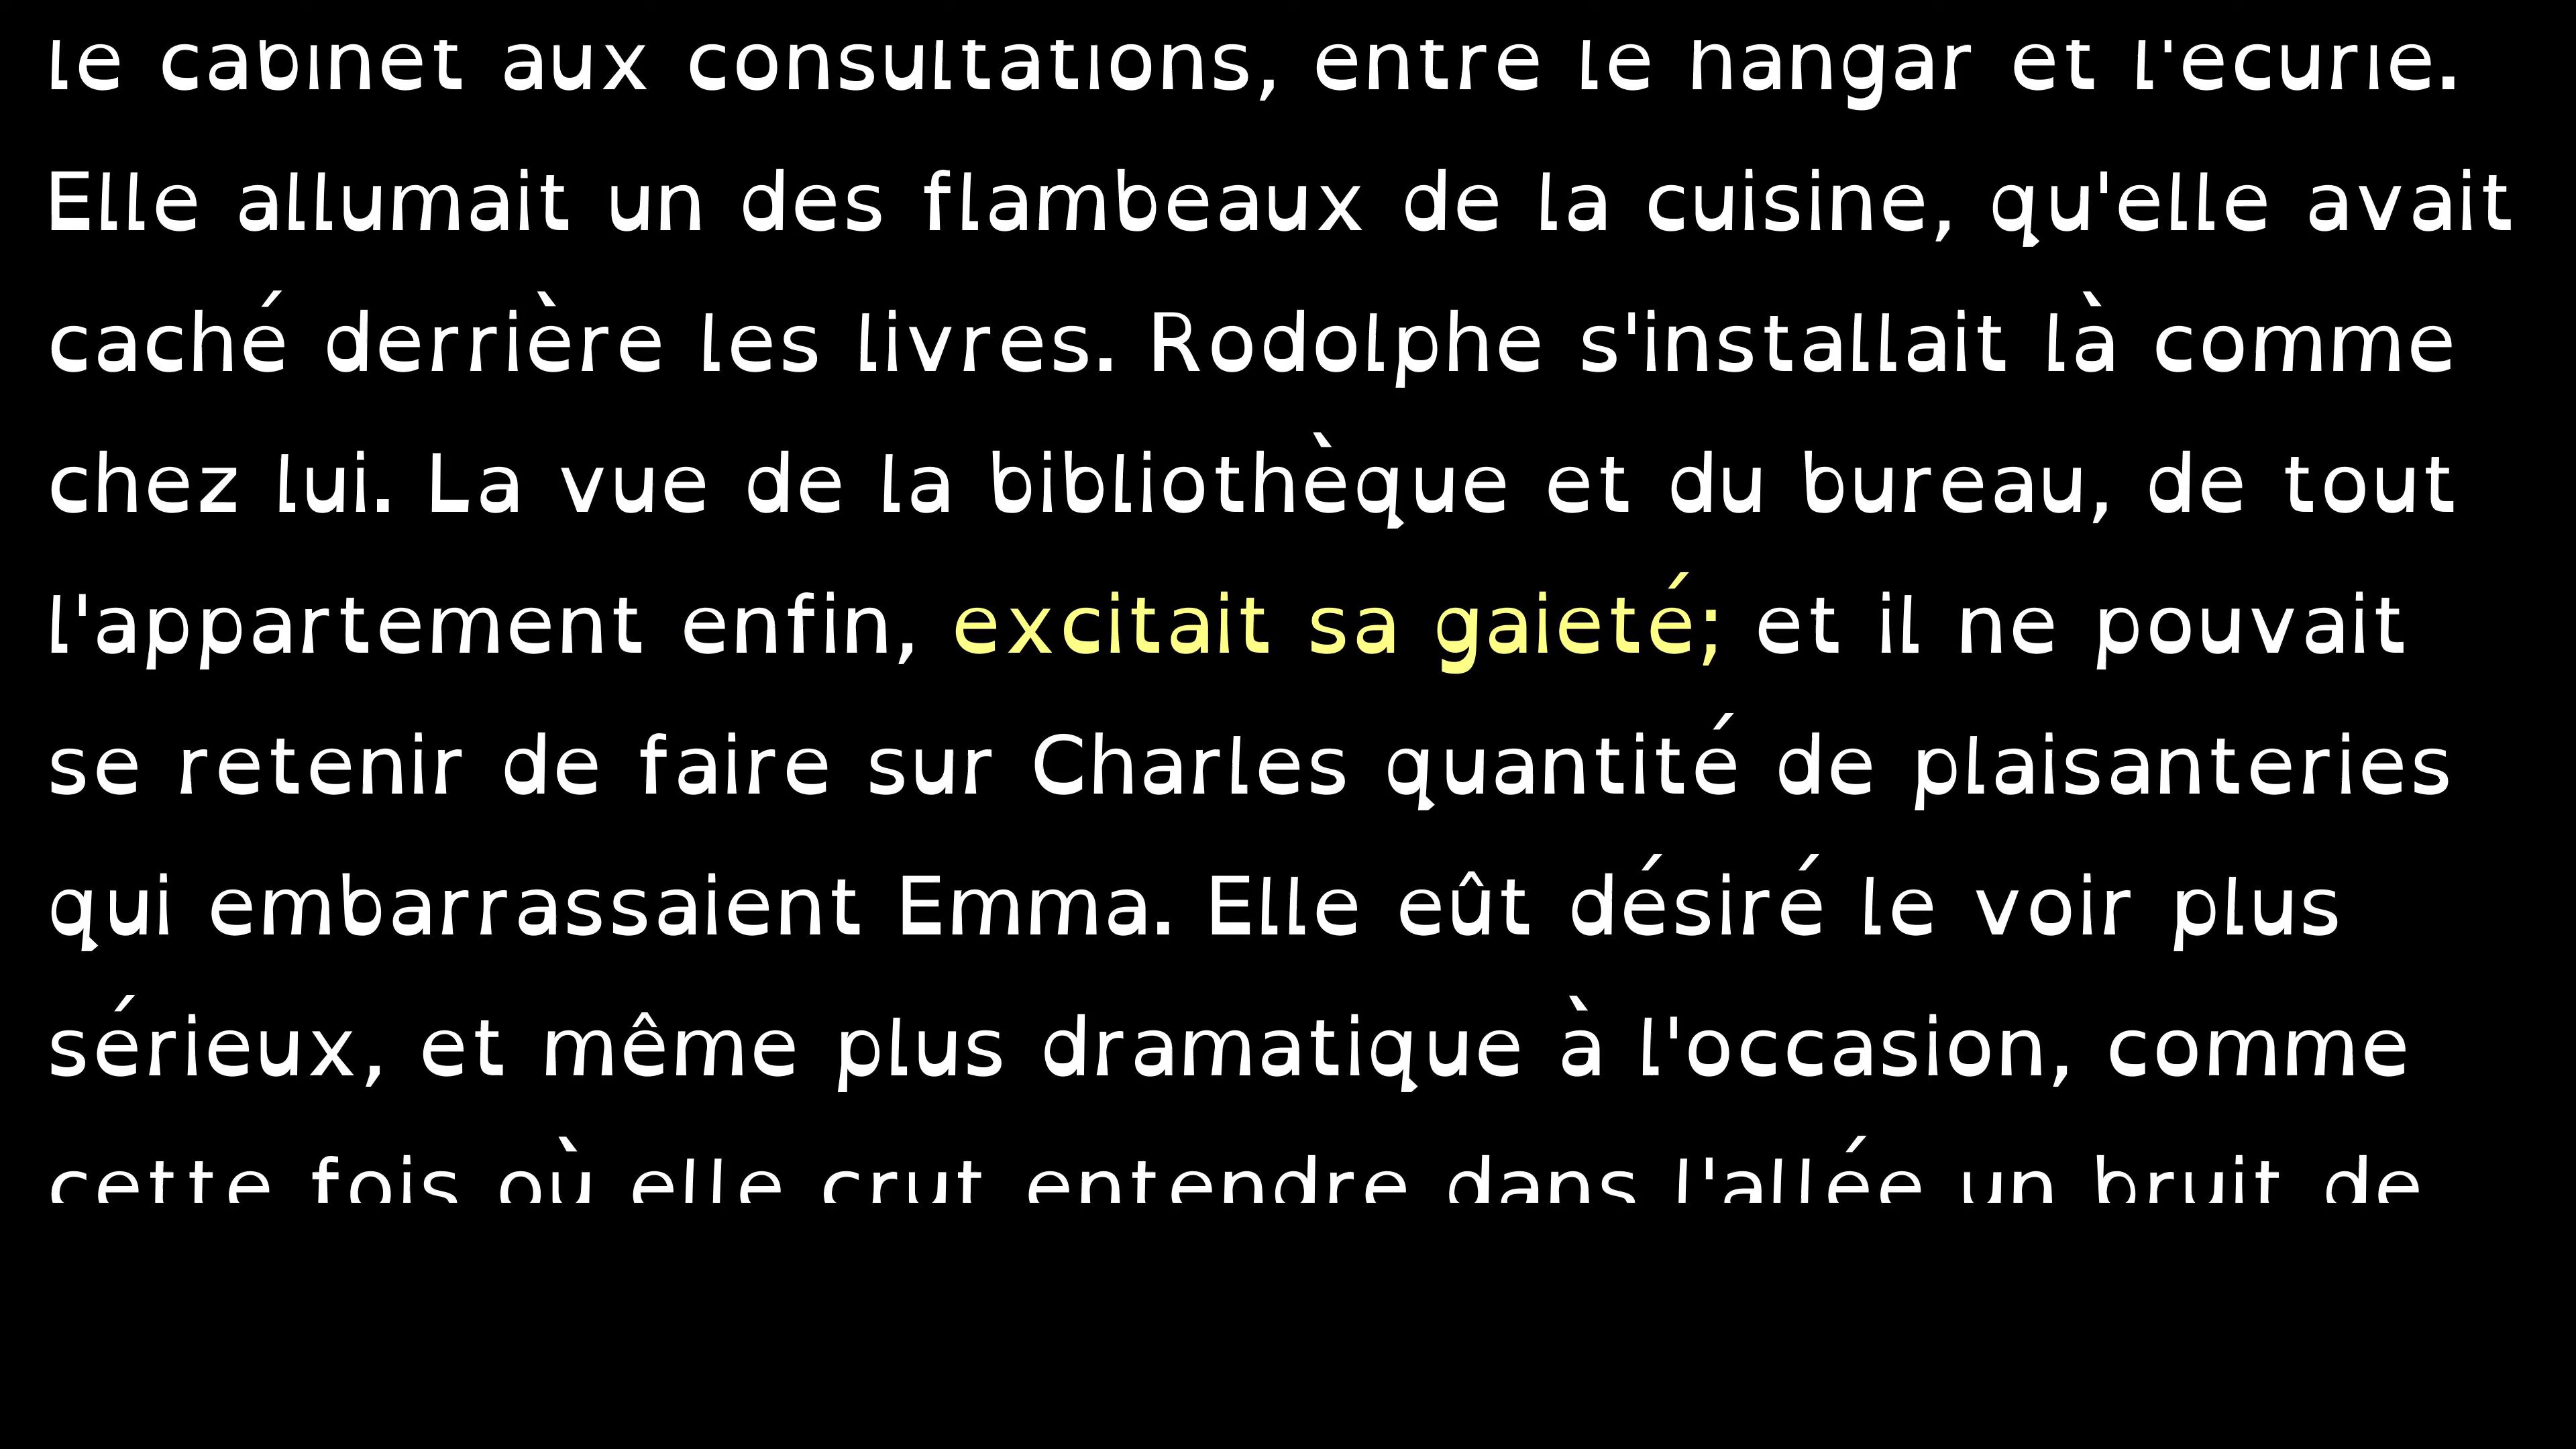 le cabinet aux consultations, entre le hangar et l'écurie.
Elle allumait un des flambeaux de la cuisine, qu'elle avait
caché derrière les livres. Rodolphe s'installait là comme
chez lui. La vue de la bibliothèque et du bureau, de tout
l'appartement enfin, excitait sa gaieté; et il ne pouvait
se retenir de faire sur Charles quantité de plaisanteries
qui embarrassaient Emma. Elle eût désiré le voir plus
sérieux, et même plus dramatique à l'occasion, comme
cette fois où elle crut entendre dans l'allée un bruit de